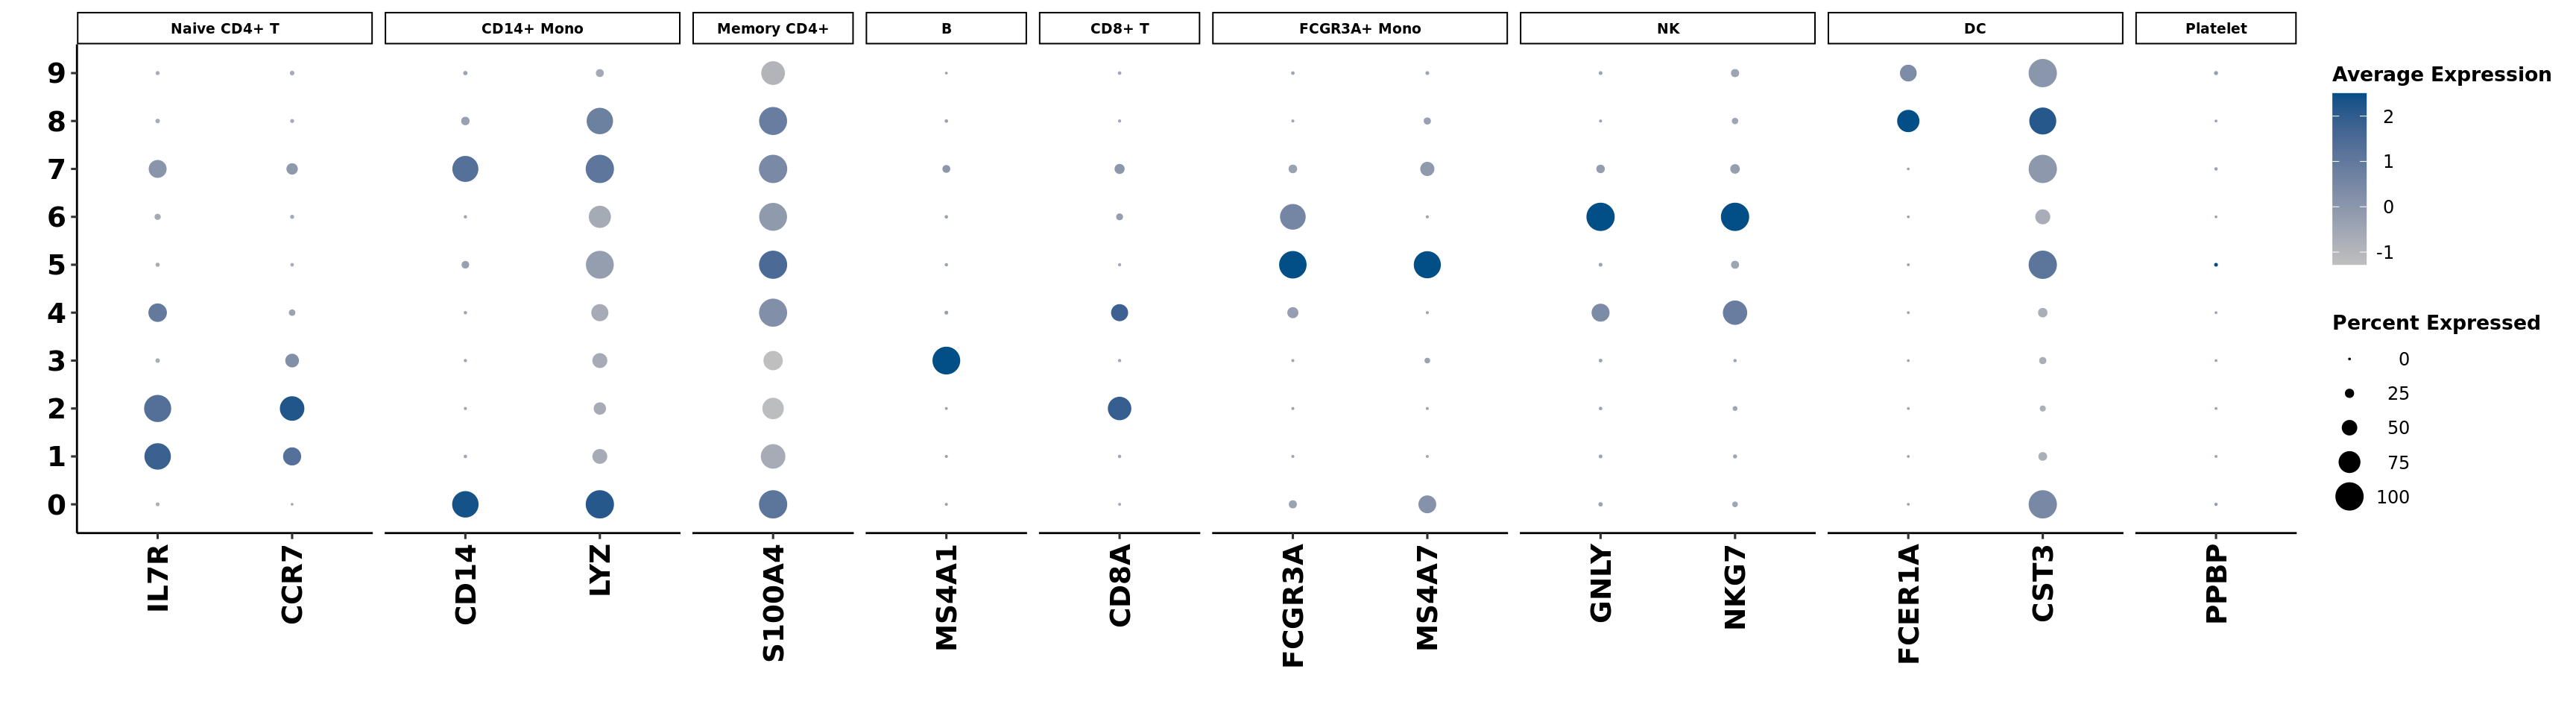 Naive CD4+ T
CD14+ Mono
Memory CD4+
B
CD8+ T
FCGR3A+ Mono
NK
DC
Platelet
9
8
7
6
5
4
3
2
1
0
IL7R
CCR7
CD14
LYZ
S100A4
MS4A1
CD8A
FCGR3A
MS4A7
GNLY
NKG7
FCER1A
CST3
PPBP
Average Expression
2
1
0
-1
Percent Expressed
0
25
50
75
100